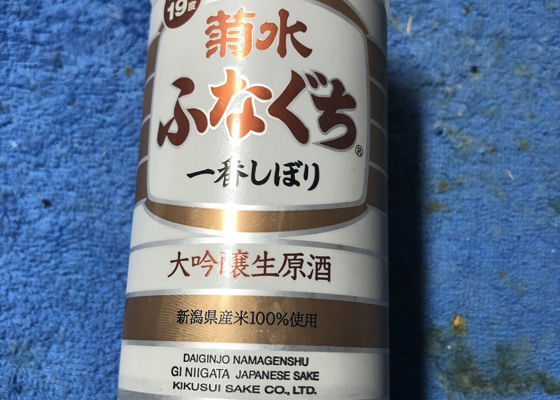 19度
菊水
ふなぐち®
一番しぼり
大吟醸生原酒
新潟県産米100%使用
DAIGINJO NAMAGENSHU
GI NIIGATA JAPANESE SAKE
KIKUSUI SAKE CO., LTD.